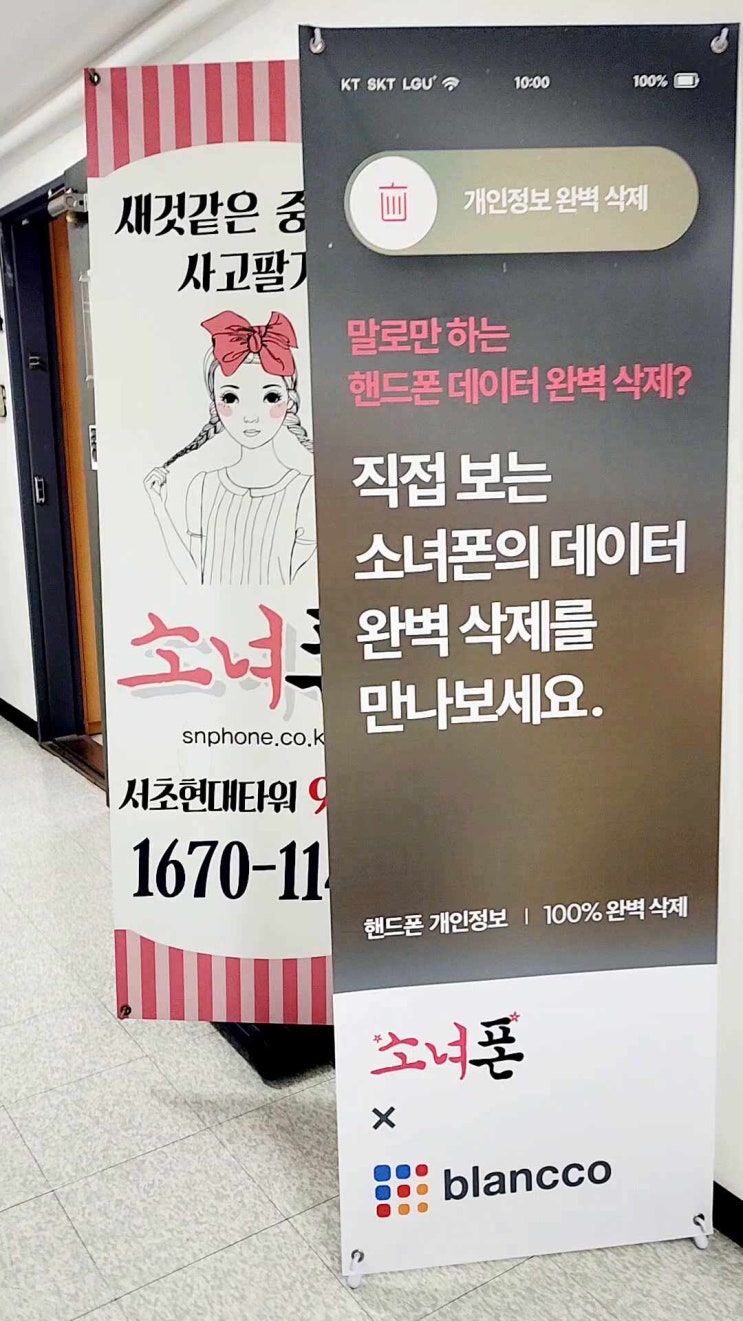 새것같은
사고팔
소녀
snphone.co.k
서초현대타워 9
1670-11
KT SKT LGU+ 10:00 100%
개인정보 완벽 삭제
말로만 하는
핸드폰 데이터 완벽 삭제?
직접 보는
소녀폰의 데이터
완벽 삭제를
만나보세요.
핸드폰 개인정보 | 100% 완벽 삭제
소녀폰
×
blancco